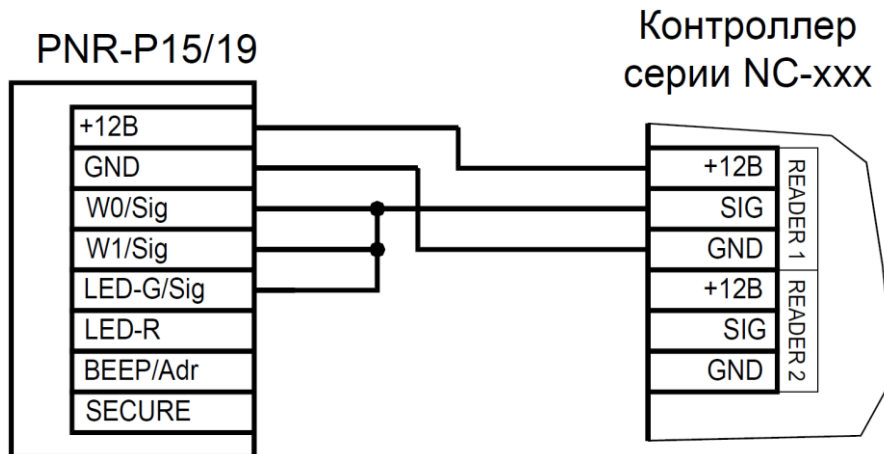 PNR-P15/19
+12В
GND
W0/Sig
W1/Sig
LED-G/Sig
LED-R
BEEP/Adr
SECURE
Контроллер
серии NC-xxx
+12В
SIG
GND
READER 1
+12В
SIG
GND
READER 2